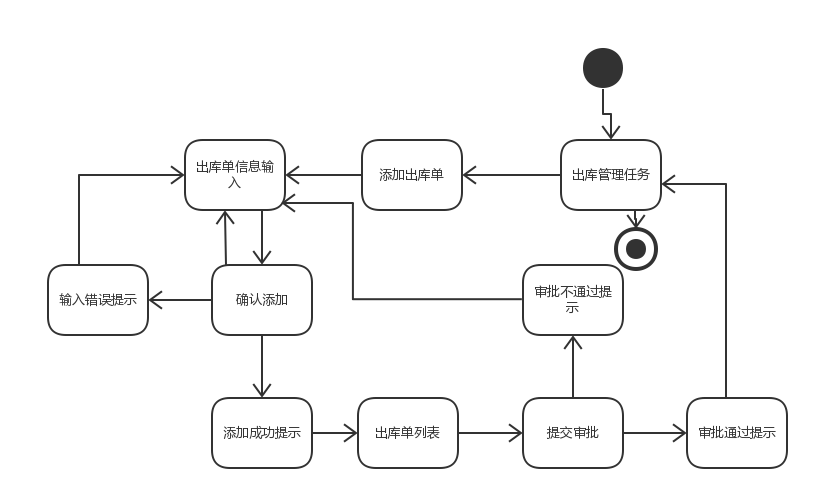 出库单信息输
入
添加出库单
出库管理任务
输入错误提示
确认添加
审批不通过提
示
添加成功提示
出库单列表
提交审批
审批通过提示